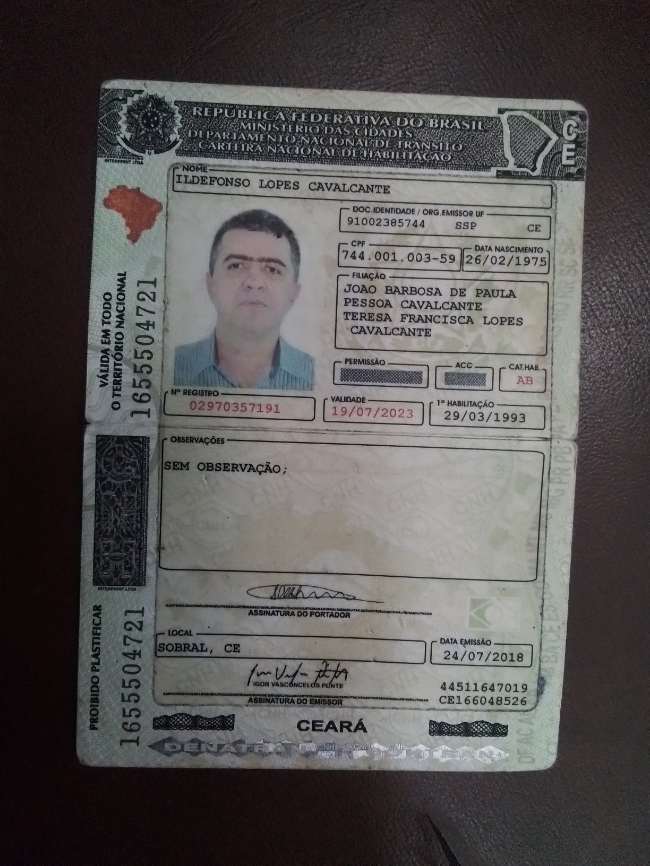 REPÚBLICA FEDERATIVA DO BRASIL
MINISTÉRIO DAS CIDADES
DEPARTAMENTO NACIONAL DE TRÂNSITO
CARTEIRA NACIONAL DE HABILITAÇÃO
CE
NOME
ILDEFONSO LOPES CAVALCANTE
DOC.IDENTIDADE / ORG.EMISSOR UF
91002385744 SSP CE
CPF DATA NASCIMENTO
744.001.003-59 26/02/1975
FILIAÇÃO
JOAO BARBOSA DE PAULA
PESSOA CAVALCANTE
TERESA FRANCISCA LOPES
CAVALCANTE
PERMISSÃO ACC CAT.HAB.
AB
Nº REGISTRO VALIDADE 1ª HABILITAÇÃO
02970357191 19/07/2023 29/03/1993
VÁLIDA EM TODO
O TERRITÓRIO NACIONAL
1655504721
OBSERVAÇÕES
SEM OBSERVAÇÃO;
ASSINATURA DO PORTADOR
LOCAL DATA EMISSÃO
SOBRAL, CE 24/07/2018
IGOR VASCONCELOS PONTE
ASSINATURA DO EMISSOR
44511647019
CE166048526
PROIBIDO PLASTIFICAR
1655504721
CEARÁ